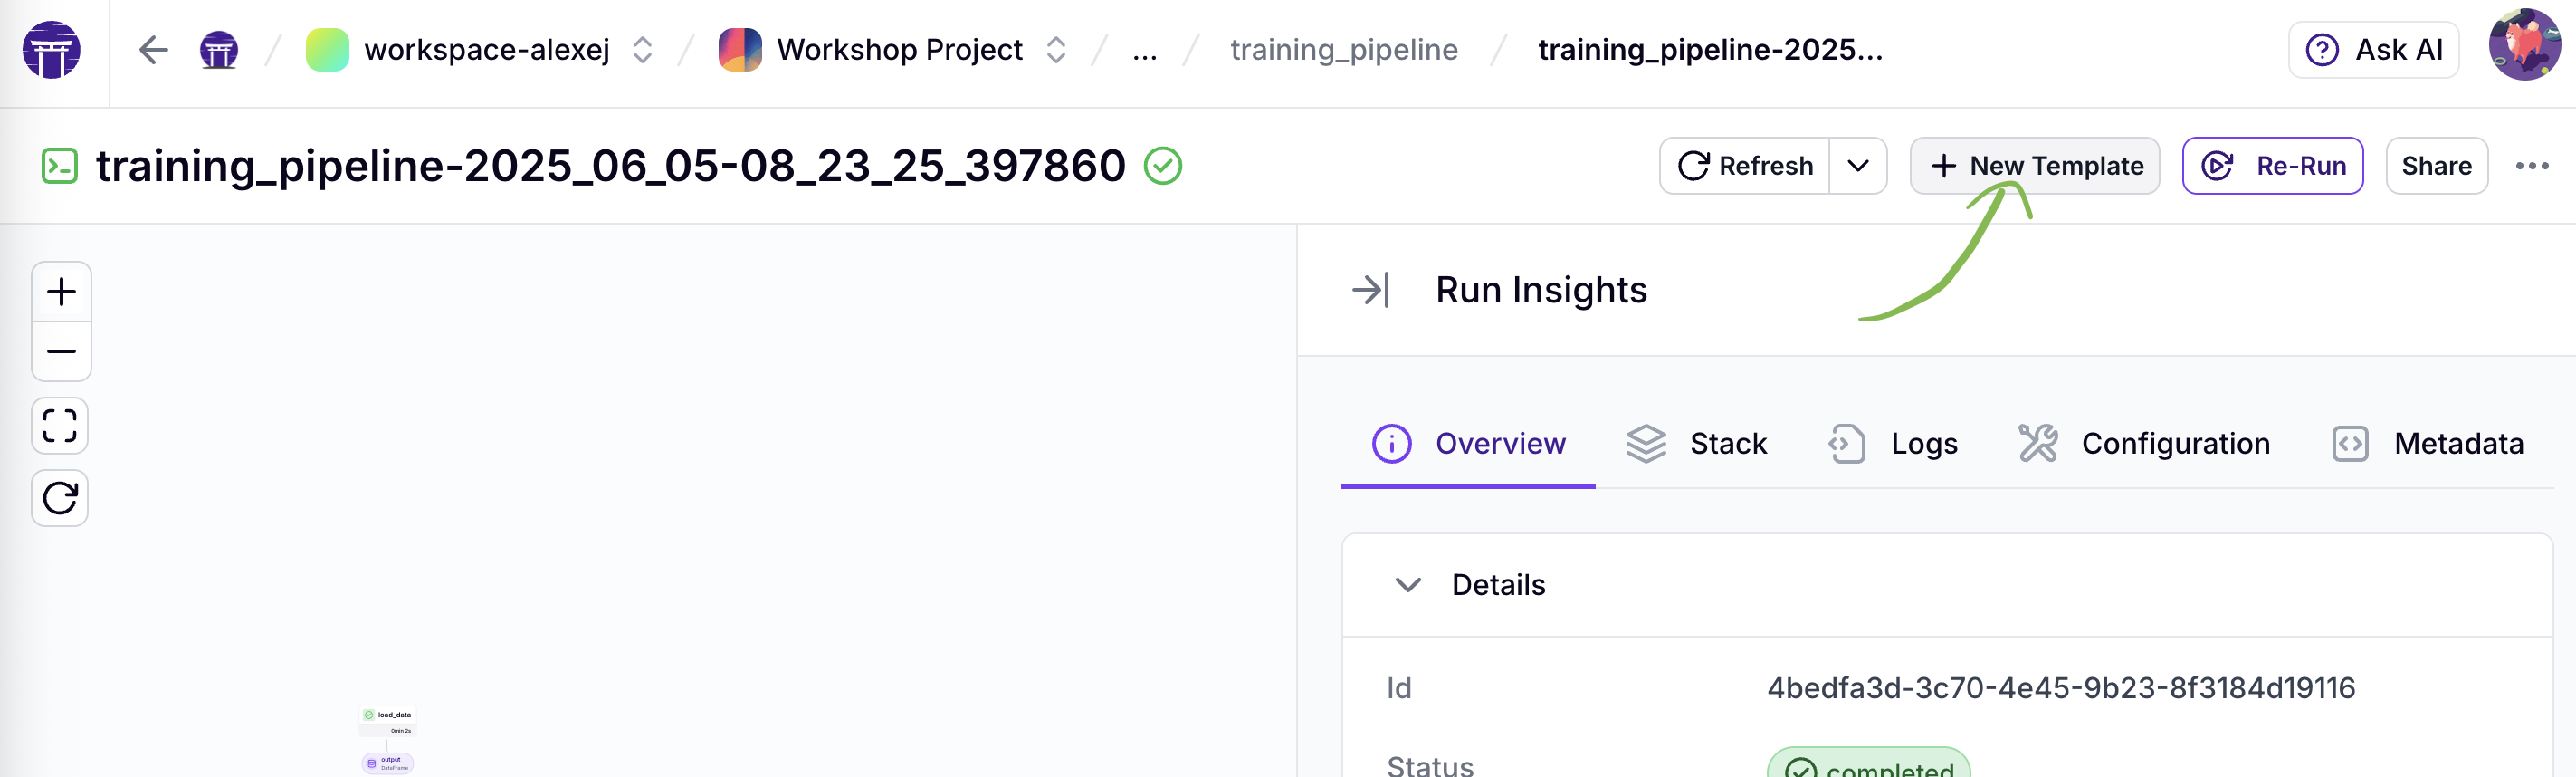 workspace-alexej / Workshop Project / ... / training_pipeline / training_pipeline-2025...
Ask AI
training_pipeline-2025_06_05-08_23_25_397860
Refresh
+ New Template
Re-Run
Share
Run Insights
Overview
Stack
Logs
Configuration
Metadata
Details
Id
4bedfa3d-3c70-4e45-9b23-8f3184d19116
Status
completed
load_data
0min 2s
output
DataFrame